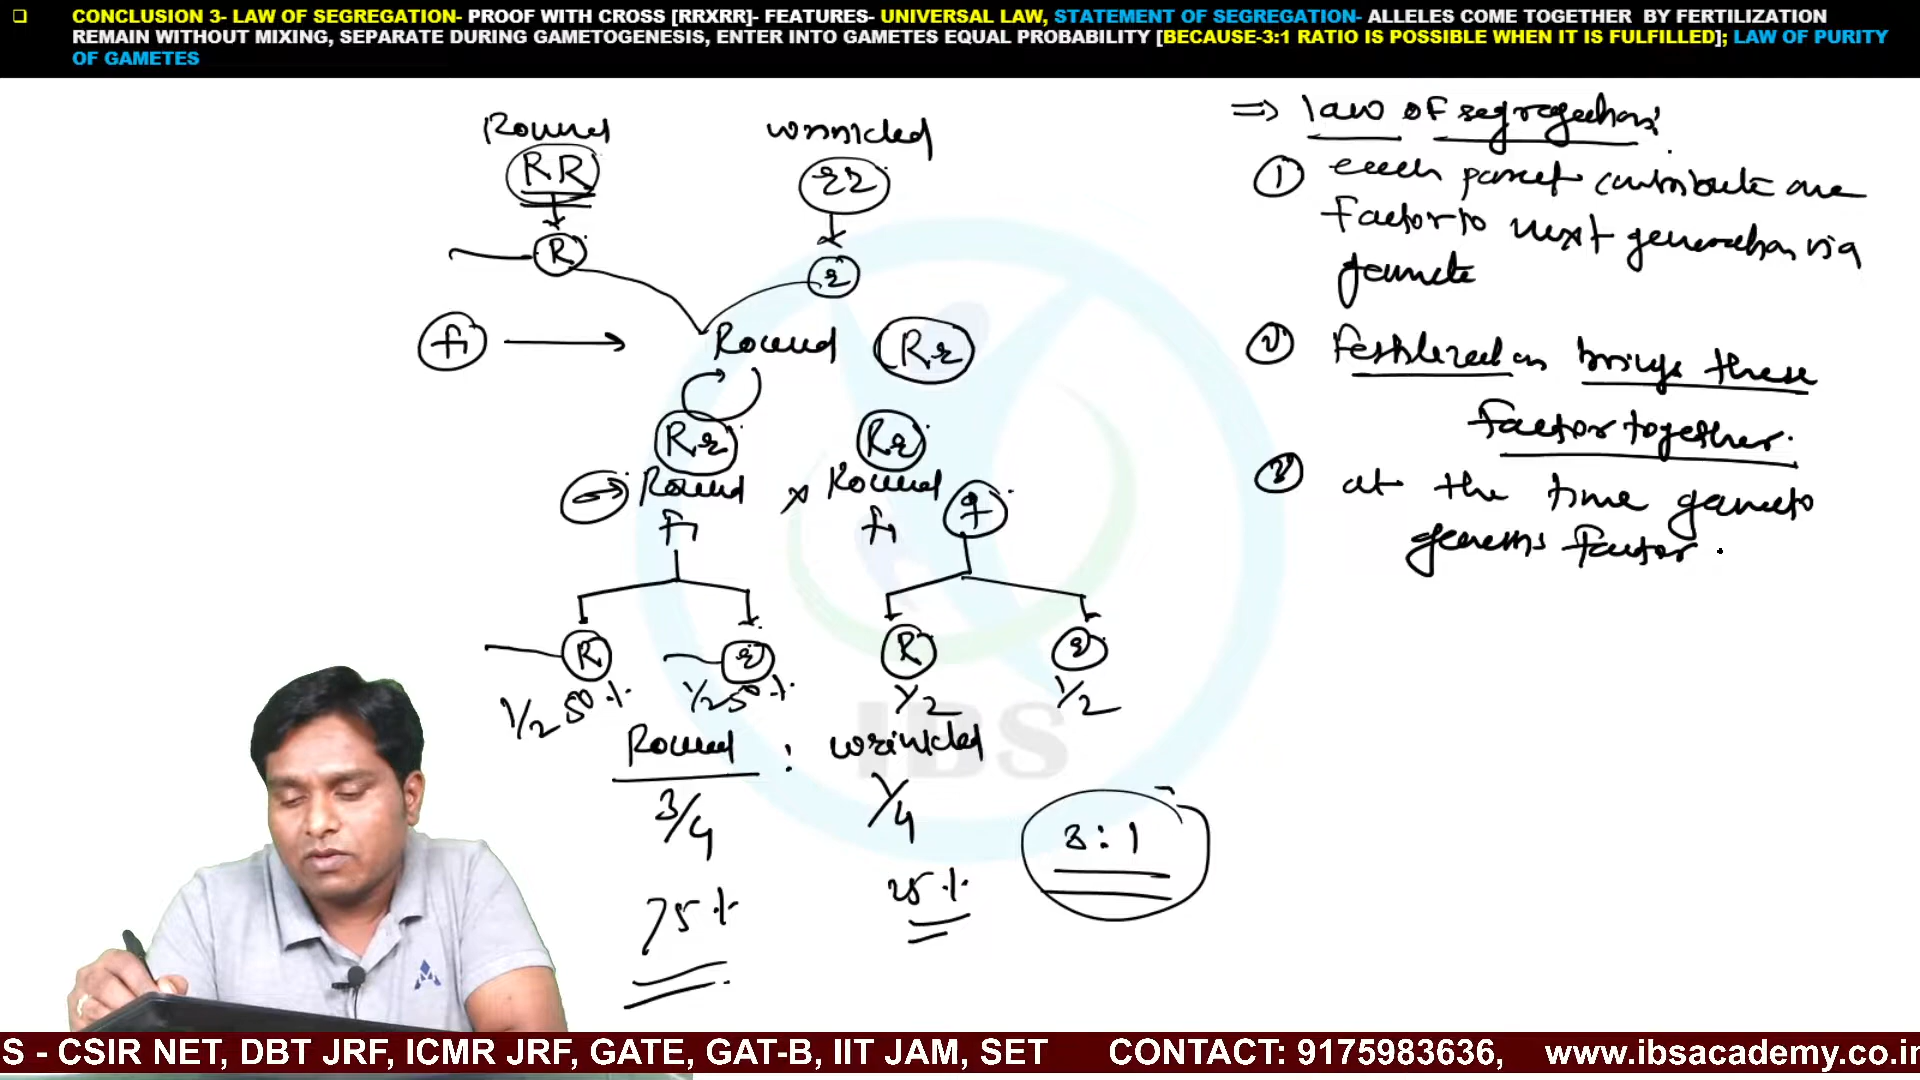 CONCLUSION 3- LAW OF SEGREGATION- PROOF WITH CROSS [RRXRR]- FEATURES- UNIVERSAL LAW, STATEMENT OF SEGREGATION- ALLELES COME TOGETHER BY FERTILIZATION
REMAIN WITHOUT MIXING, SEPARATE DURING GAMETOGENESIS, ENTER INTO GAMETES EQUAL PROBABILITY [BECAUSE-3:1 RATIO IS POSSIBLE WHEN IT IS FULFILLED]; LAW OF PURITY
OF GAMETES
Round wrinkled
RR rr
R r
F1 → Round Rr
Rr Rr
Round × Round
F1 F1
R r R r
1/2 50% 1/2 50% 1/2 1/2
Round : wrinkled
3/4 1/4
3:1
75% 25%
⇒ law of segregation:
① each parent contribute one
factor to next generation via
gamete
② Fertilization brings these
factor together.
③ at the time gameto
genesis factor
IBS
S - CSIR NET, DBT JRF, ICMR JRF, GATE, GAT-B, IIT JAM, SET CONTACT: 9175983636, www.ibsacademy.co.in